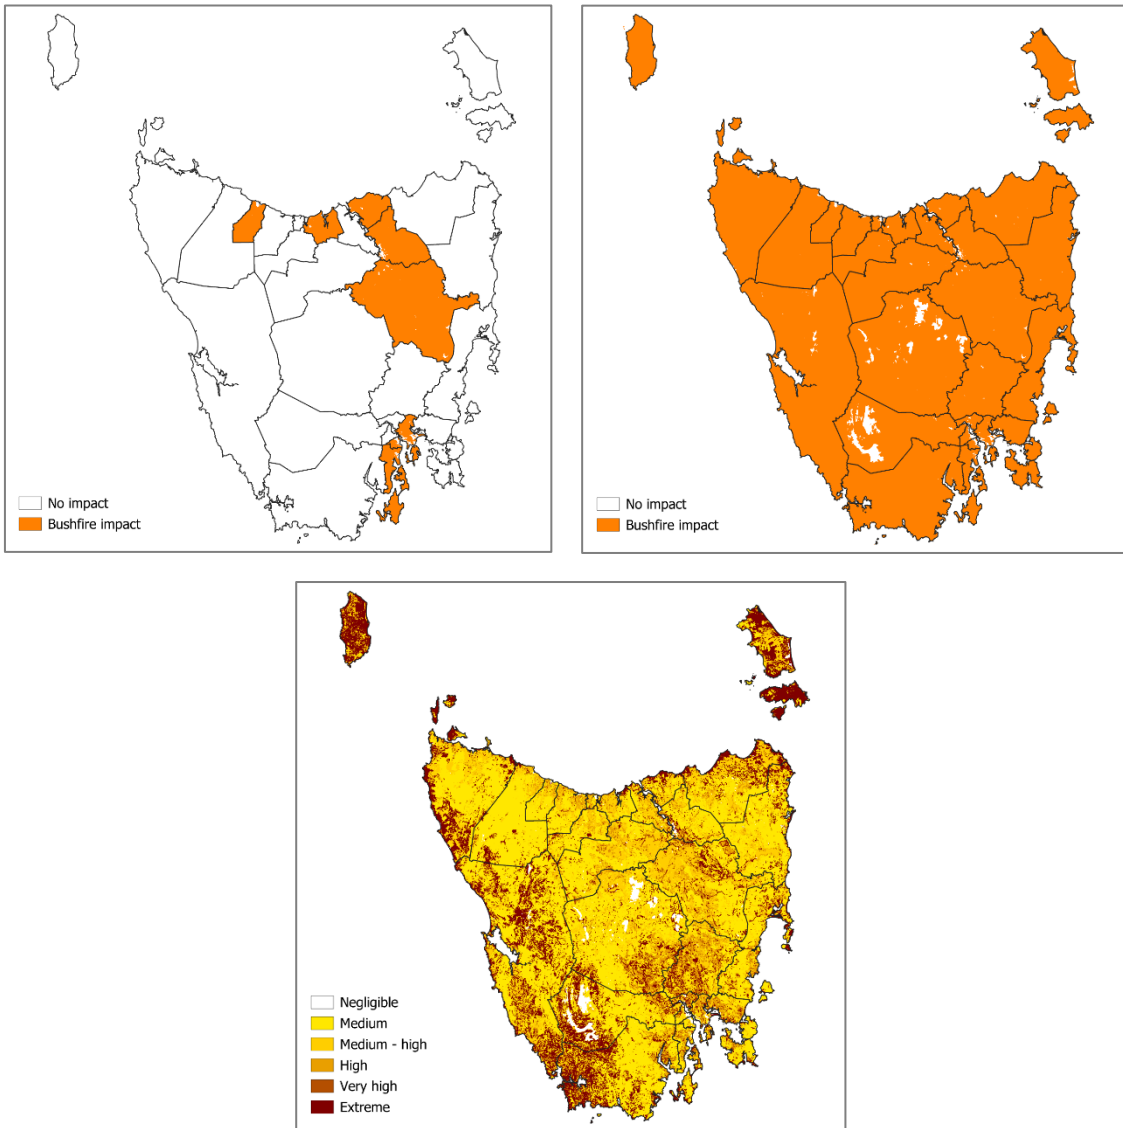 No impact
Bushfire impact
No impact
Bushfire impact
Negligible
Medium
Medium - high
High
Very high
Extreme